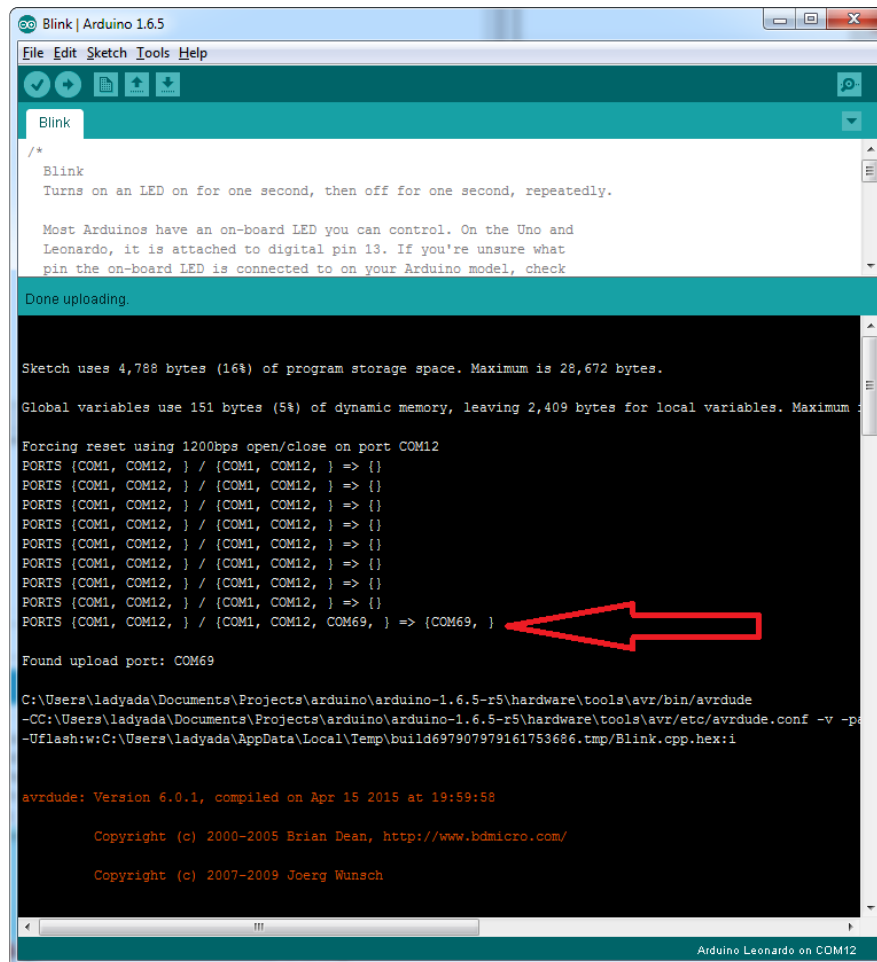 Blink | Arduino 1.6.5
File Edit Sketch Tools Help
Blink
/*
Blink
Turns on an LED on for one second, then off for one second, repeatedly.
Most Arduinos have an on-board LED you can control. On the Uno and
Leonardo, it is attached to digital pin 13. If you're unsure what
pin the on-board LED is connected to on your Arduino model, check
Done uploading.
Sketch uses 4,788 bytes (16%) of program storage space. Maximum is 28,672 bytes.
Global variables use 151 bytes (5%) of dynamic memory, leaving 2,409 bytes for local variables. Maximum
Forcing reset using 1200bps open/close on port COM12
PORTS {COM1, COM12, } / {COM1, COM12, } => {}
PORTS {COM1, COM12, } / {COM1, COM12, } => {}
PORTS {COM1, COM12, } / {COM1, COM12, } => {}
PORTS {COM1, COM12, } / {COM1, COM12, } => {}
PORTS {COM1, COM12, } / {COM1, COM12, } => {}
PORTS {COM1, COM12, } / {COM1, COM12, } => {}
PORTS {COM1, COM12, } / {COM1, COM12, } => {}
PORTS {COM1, COM12, } / {COM1, COM12, } => {}
PORTS {COM1, COM12, } / {COM1, COM12, COM69, } => {COM69, }
Found upload port: COM69
C:\Users\ladyada\Documents\Projects\arduino\arduino-1.6.5-r5\hardware\tools\avr/bin/avrdude
-CC:\Users\ladyada\Documents\Projects\arduino\arduino-1.6.5-r5\hardware\tools\avr/etc/avrdude.conf -v -pa
-Uflash:w:C:\Users\ladyada\AppData\Local\Temp\build697907979161753686.tmp/Blink.cpp.hex:i
avrdude: Version 6.0.1, compiled on Apr 15 2015 at 19:59:58
Copyright (c) 2000-2005 Brian Dean, http://www.bdmicro.com/
Copyright (c) 2007-2009 Joerg Wunsch
Arduino Leonardo on COM12